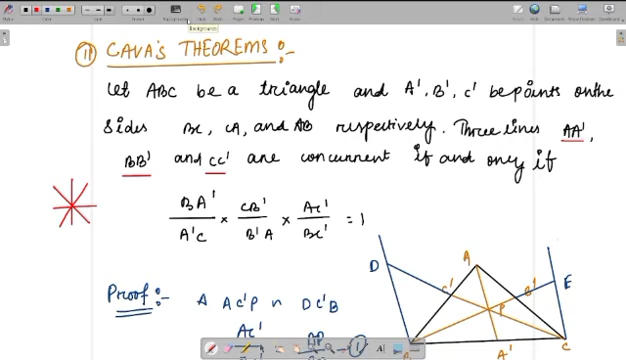 11 CAVA's THEOREMS :-
Let ABC be a triangle and A', B', C' be points on the
sides BC, CA, and AB respectively. Three lines AA',
BB' and CC' are concurrent if and only if
BA'/A'C × CB'/B'A × AC'/BC' = 1
A
D C' B' E
P
A' C
Proof :- Δ AC'P ~ DC'B
AC'
①